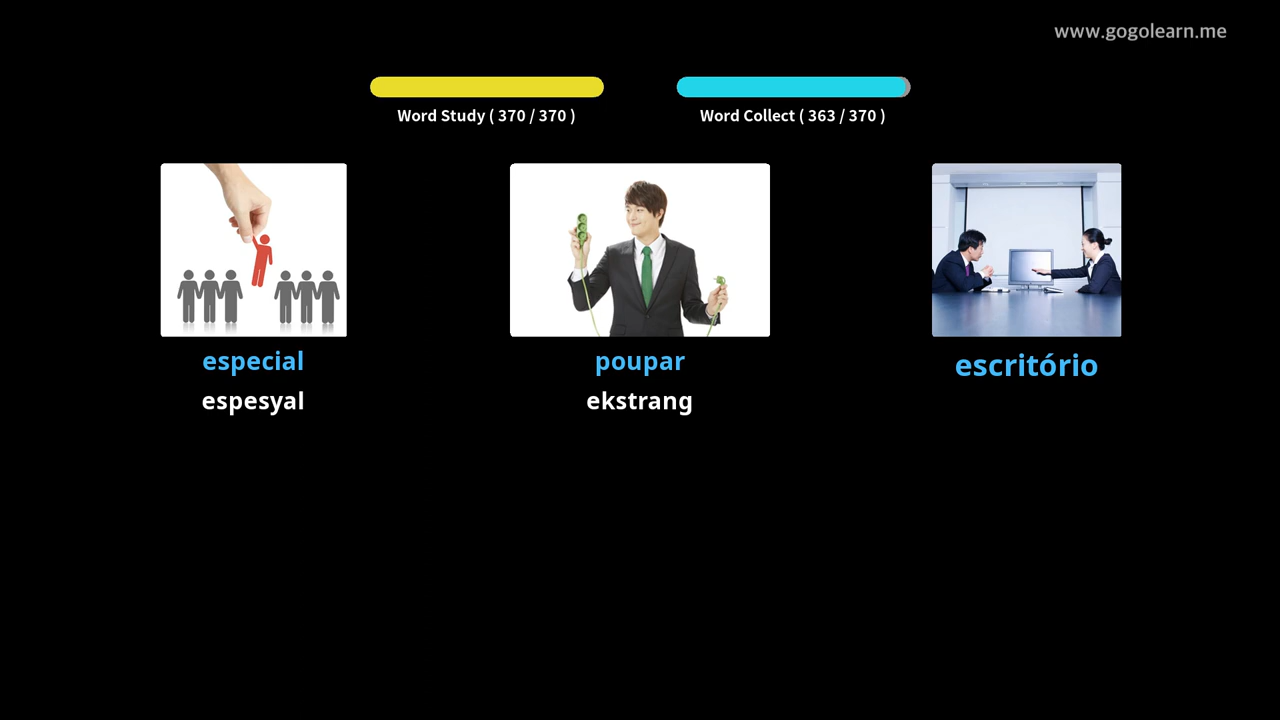 www.gogolearn.me
Word Study ( 370 / 370 )
Word Collect ( 363 / 370 )
especial
poupar
escritório
espesyal
ekstrang